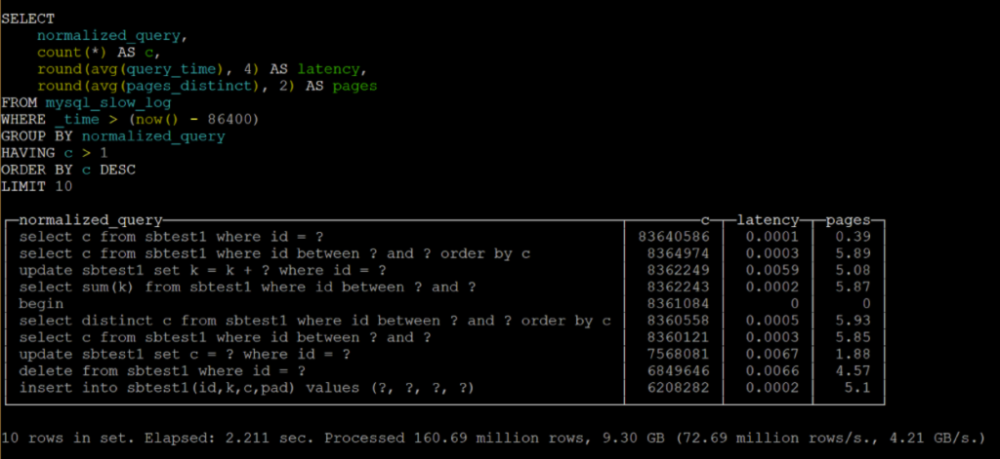 SELECT
normalized_query,
count(*) AS c,
round(avg(query_time), 4) AS latency,
round(avg(pages_distinct), 2) AS pages
FROM mysql_slow_log
WHERE _time > (now() - 86400)
GROUP BY normalized_query
HAVING c > 1
ORDER BY c DESC
LIMIT 10
normalized_query c latency pages
select c from sbtest1 where id = ? 83640586 0.0001 0.39
select c from sbtest1 where id between ? and ? order by c 8364974 0.0003 5.89
update sbtest1 set k = k + ? where id = ? 8362249 0.0059 5.08
select sum(k) from sbtest1 where id between ? and ? 8362243 0.0002 5.87
begin 8361084 0 0
select distinct c from sbtest1 where id between ? and ? order by c 8360558 0.0005 5.93
select c from sbtest1 where id between ? and ? 8360121 0.0003 5.85
update sbtest1 set c = ? where id = ? 7568081 0.0067 1.88
delete from sbtest1 where id = ? 6849646 0.0066 4.57
insert into sbtest1(id,k,c,pad) values (?, ?, ?, ?) 6208282 0.0002 5.1
10 rows in set. Elapsed: 2.211 sec. Processed 160.69 million rows, 9.30 GB (72.69 million rows/s., 4.21 GB/s.)